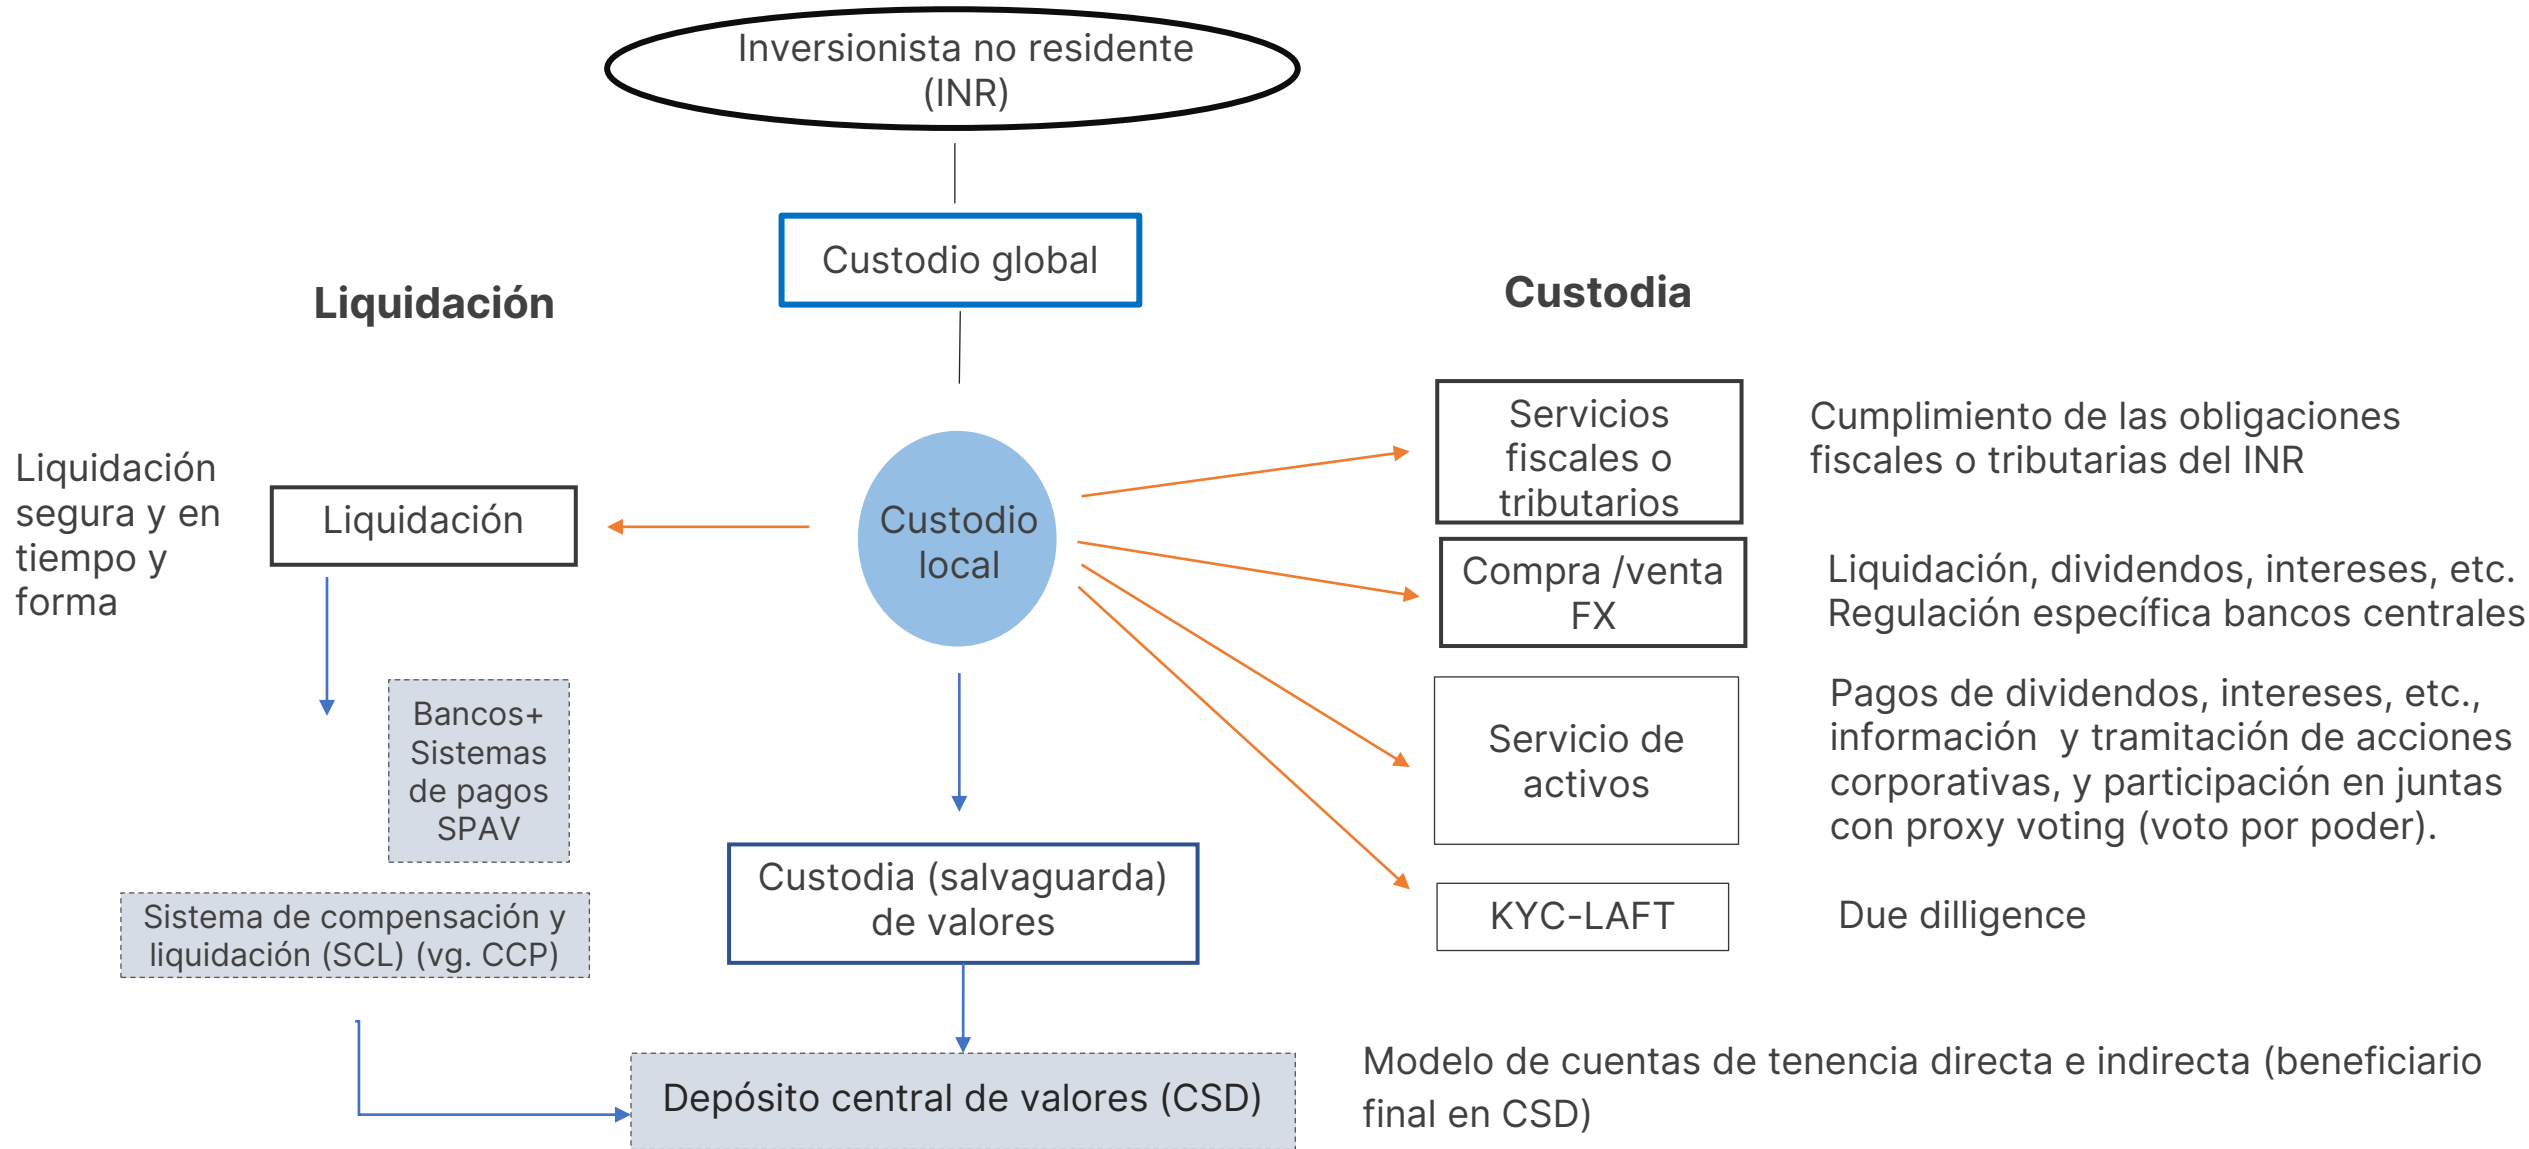 Inversionista no residente
(INR)
Custodio global
Liquidación
Custodia
Liquidación
segura y en
tiempo y
forma
Liquidación
Custodio
local
Servicios
fiscales o
tributarios
Cumplimiento de las obligaciones
fiscales o tributarias del INR
Compra /venta
FX
Liquidación, dividendos, intereses, etc.
Regulación específica bancos centrales
Bancos+
Sistemas
de pagos
SPAV
Servicio de
activos
Pagos de dividendos, intereses, etc.,
información  y tramitación de acciones
corporativas, y participación en juntas
con proxy voting (voto por poder).
Sistema de compensación y
liquidación (SCL) (vg. CCP)
Custodia (salvaguarda)
de valores
KYC-LAFT
Due dilligence
Depósito central de valores (CSD)
Modelo de cuentas de tenencia directa e indirecta (beneficiario
final en CSD)